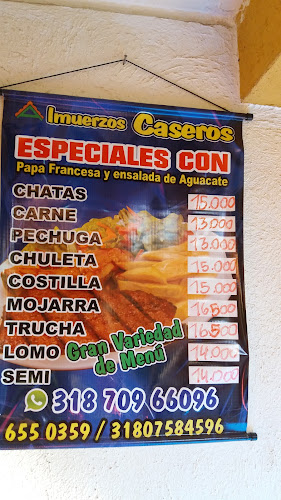 Imuerzos Caseros
ESPECIALES CON
Papa Francesa y ensalada de Aguacate
CHATAS 15.000
CARNE 13.000
PECHUGA 13.000
CHULETA 15.000
COSTILLA 15.000
MOJARRA 16,500
TRUCHA 16,500
LOMO 14.000
Gran Variedad
de Menú
SEMI 14.000
318 709 66096
655 0359 / 31807584596